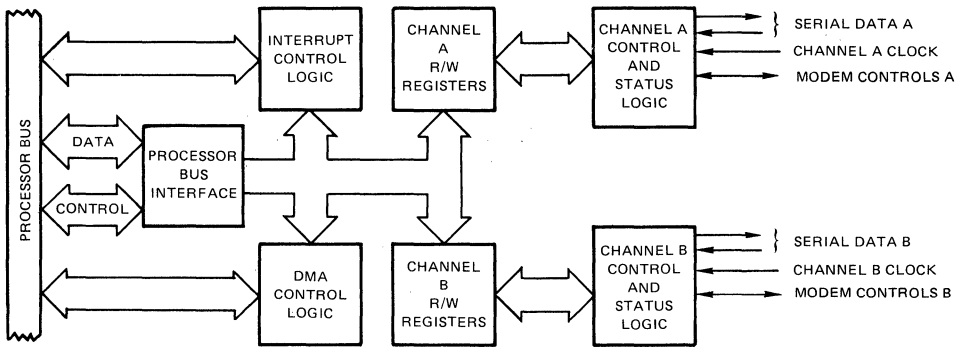 PROCESSOR BUS
DATA
CONTROL
PROCESSOR
BUS
INTERFACE
INTERRUPT
CONTROL
LOGIC
DMA
CONTROL
LOGIC
CHANNEL
A
R/W
REGISTERS
CHANNEL
B
R/W
REGISTERS
CHANNEL A
CONTROL
AND
STATUS
LOGIC
SERIAL DATA A
CHANNEL A CLOCK
MODEM CONTROLS A
CHANNEL B
CONTROL
AND
STATUS
LOGIC
SERIAL DATA B
CHANNEL B CLOCK
MODEM CONTROLS B